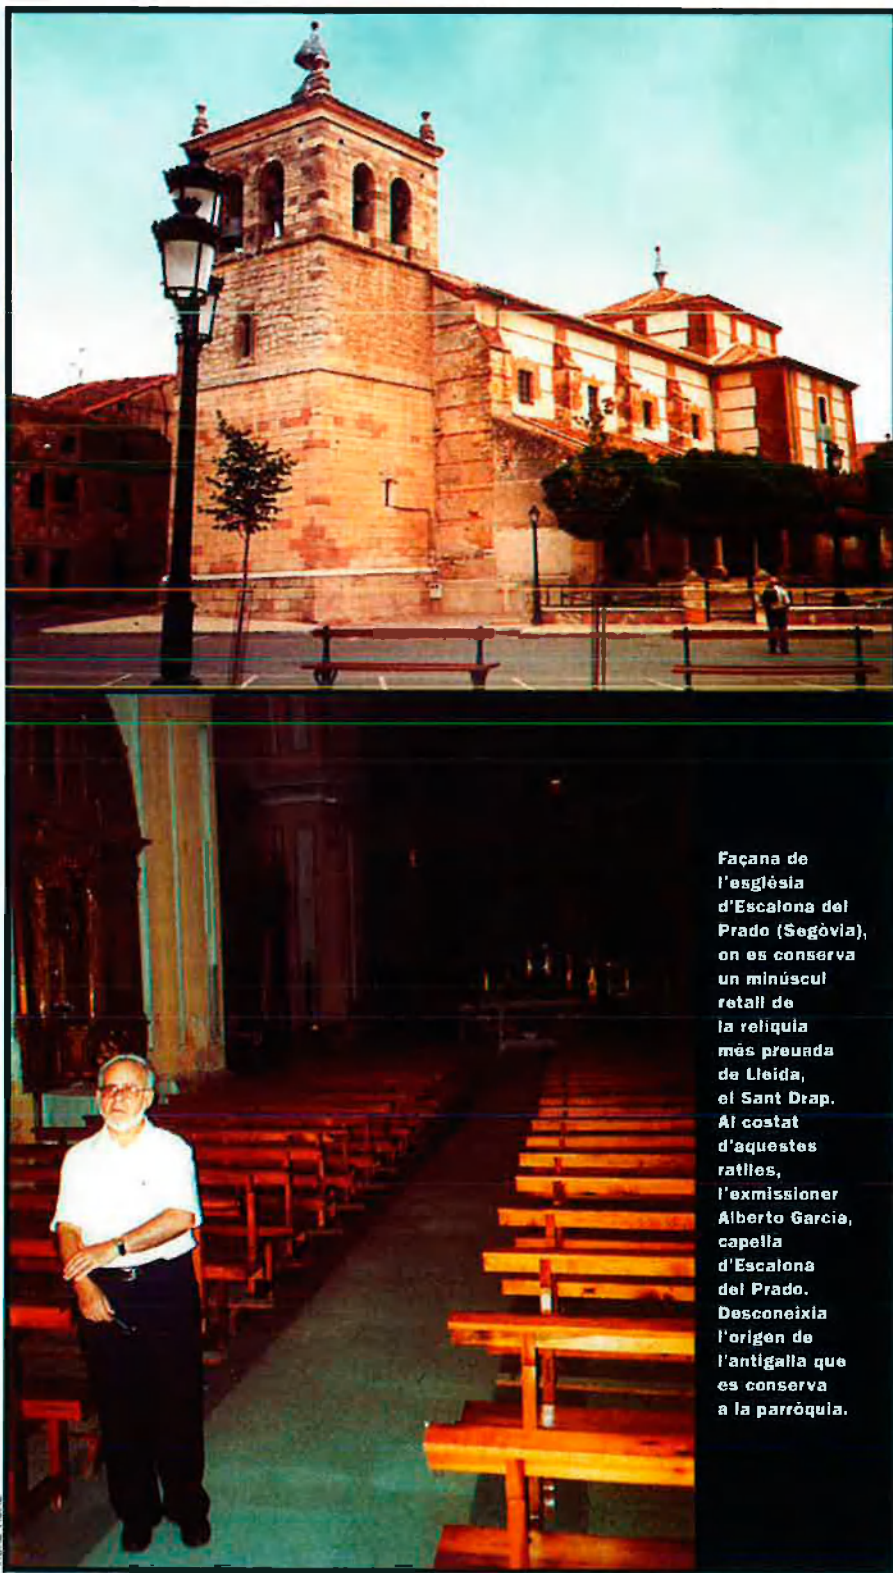 Façana de
l'església
d'Escalona del
Prado (Segòvia),
on es conserva
un minúscul
retall de
la relíquia
més preuada
de Lleida,
el Sant Drap.
Al costat
d'aquestes
ratlles,
l'exmissioner
Alberto García,
capellà
d'Escalona
del Prado.
Desconeixia
l'origen de
l'antigalla que
es conserva
a la parròquia.